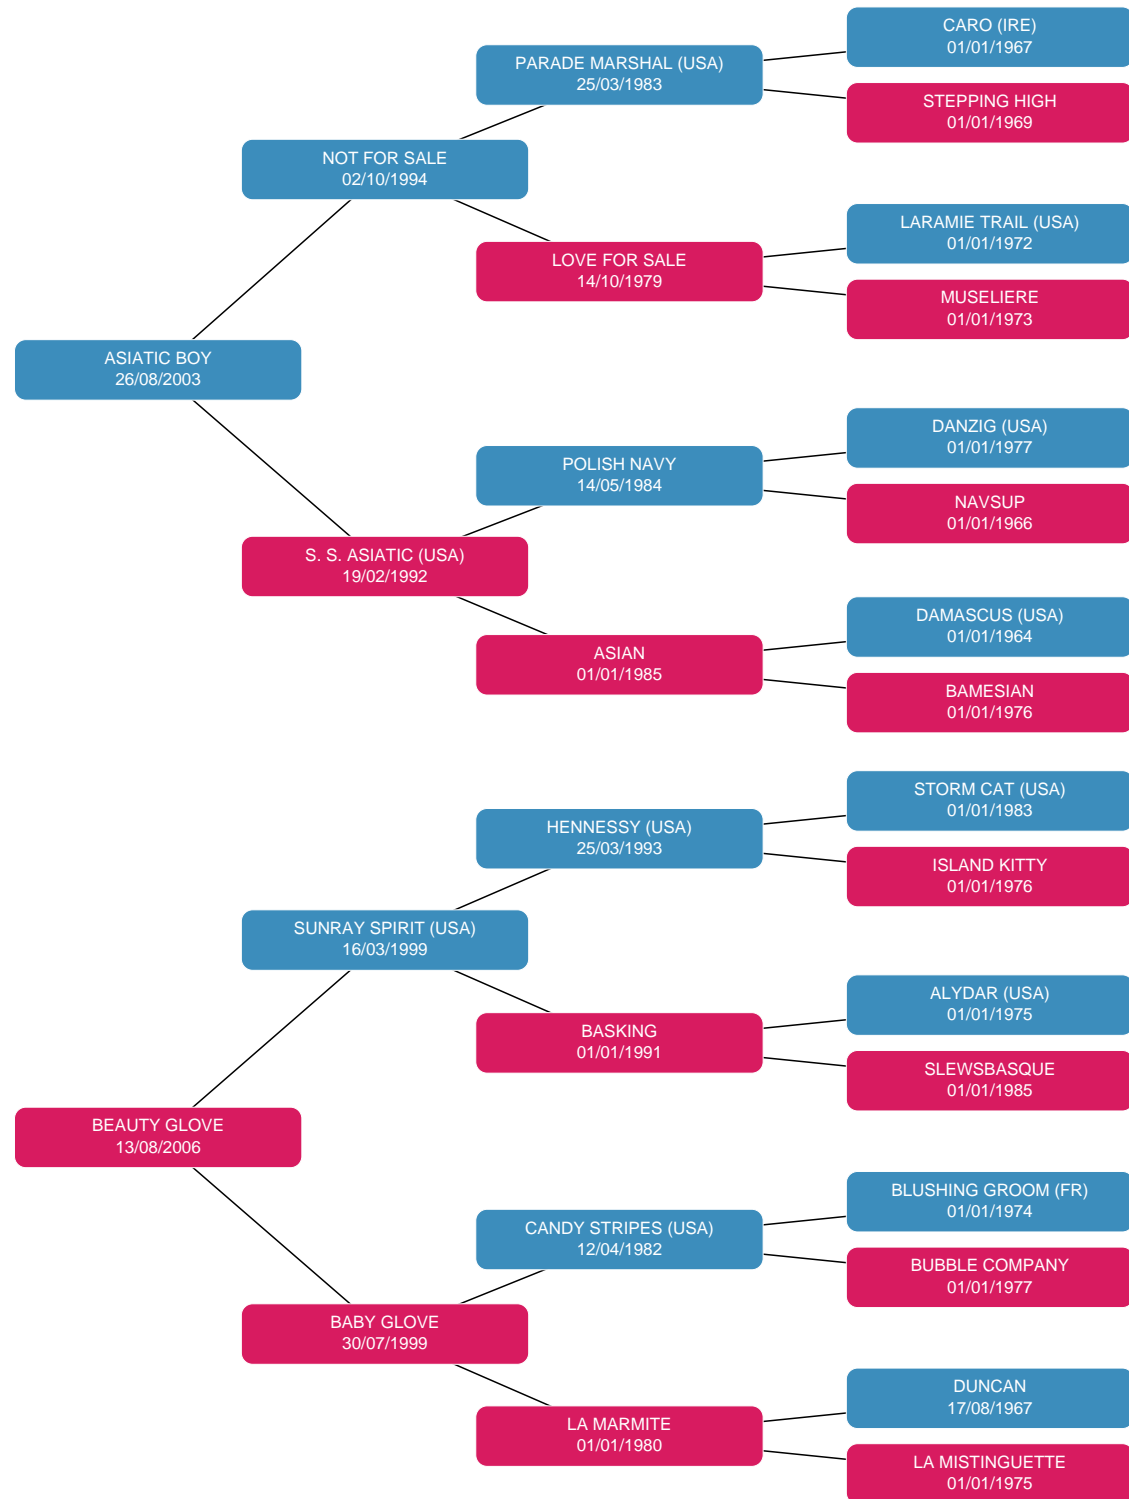 CARO (IRE)
01/01/1967
PARADE MARSHAL (USA)
25/03/1983
STEPPING HIGH
01/01/1969
NOT FOR SALE
02/10/1994
LARAMIE TRAIL (USA)
01/01/1972
LOVE FOR SALE
14/10/1979
MUSELIERE
01/01/1973
ASIATIC BOY
26/08/2003
DANZIG (USA)
01/01/1977
POLISH NAVY
14/05/1984
NAVSUP
01/01/1966
S. S. ASIATIC (USA)
19/02/1992
DAMASCUS (USA)
01/01/1964
ASIAN
01/01/1985
BAMESIAN
01/01/1976
STORM CAT (USA)
01/01/1983
HENNESSY (USA)
25/03/1993
ISLAND KITTY
01/01/1976
SUNRAY SPIRIT (USA)
16/03/1999
ALYDAR (USA)
01/01/1975
BASKING
01/01/1991
SLEWSBASQUE
01/01/1985
BEAUTY GLOVE
13/08/2006
BLUSHING GROOM (FR)
01/01/1974
CANDY STRIPES (USA)
12/04/1982
BUBBLE COMPANY
01/01/1977
BABY GLOVE
30/07/1999
DUNCAN
17/08/1967
LA MARMITE
01/01/1980
LA MISTINGUETTE
01/01/1975